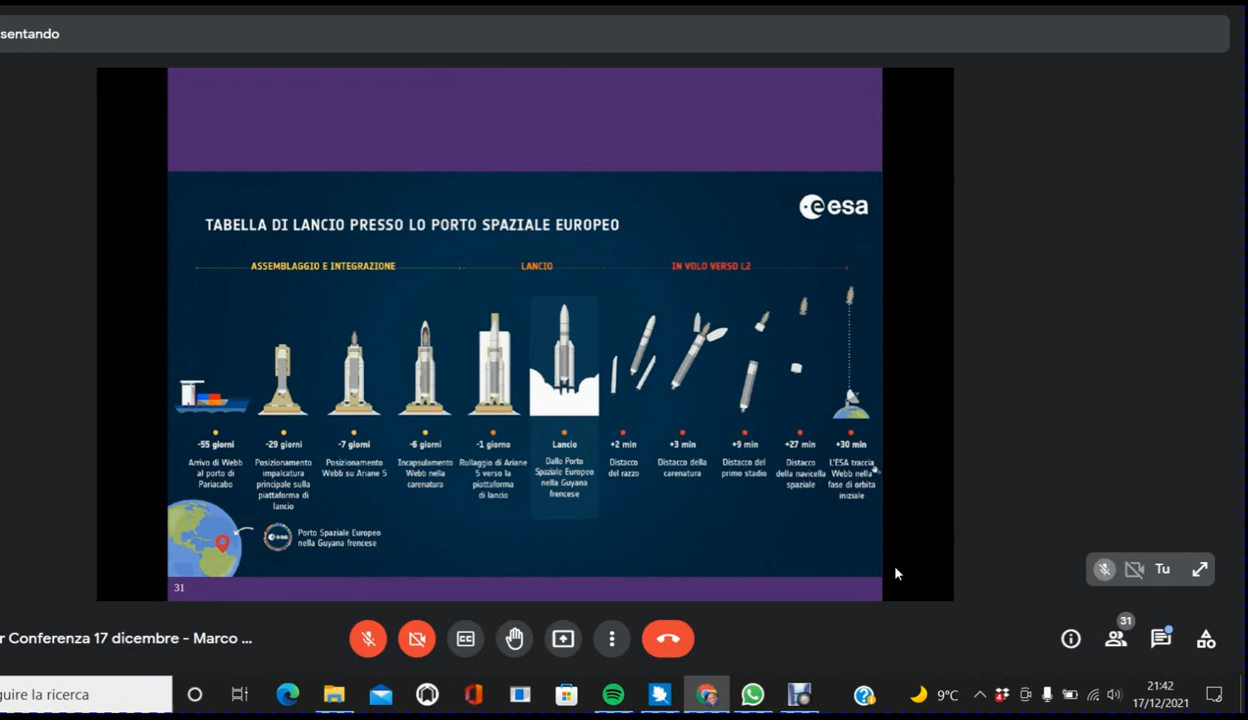 sentando
esa
TABELLA DI LANCIO PRESSO LO PORTO SPAZIALE EUROPEO
ASSEMBLAGGIO E INTEGRAZIONE
LANCIO
IN VOLO VERSO L2
-55 giorni
Arrivo di Webb
al porto di
Pariacabo
-29 giorni
Posizionamento
impalcatura
principale sulla
piattaforma di
lancio
-7 giorni
Posizionamento
Webb su Ariane 5
-6 giorni
Incapsulamento
Webb nella
carenatura
-1 giorno
Rullaggio di Ariane
5 verso la
piattaforma
di lancio
Lancio
Dallo Porto
Spaziale Europeo
nella Guyana
francese
+2 min
Distacco
del razzo
+3 min
Distacco della
carenatura
+9 min
Distacco del
primo stadio
+27 min
Distacco
della navicella
spaziale
+30 min
L'ESA traccia
Webb nella
fase di orbita
iniziale
esa
Porto Spaziale Europeo
nella Guyana francese
31
Tu
r Conferenza 17 dicembre - Marco ...
CC
31
guire la ricerca
9°C
21:42
17/12/2021